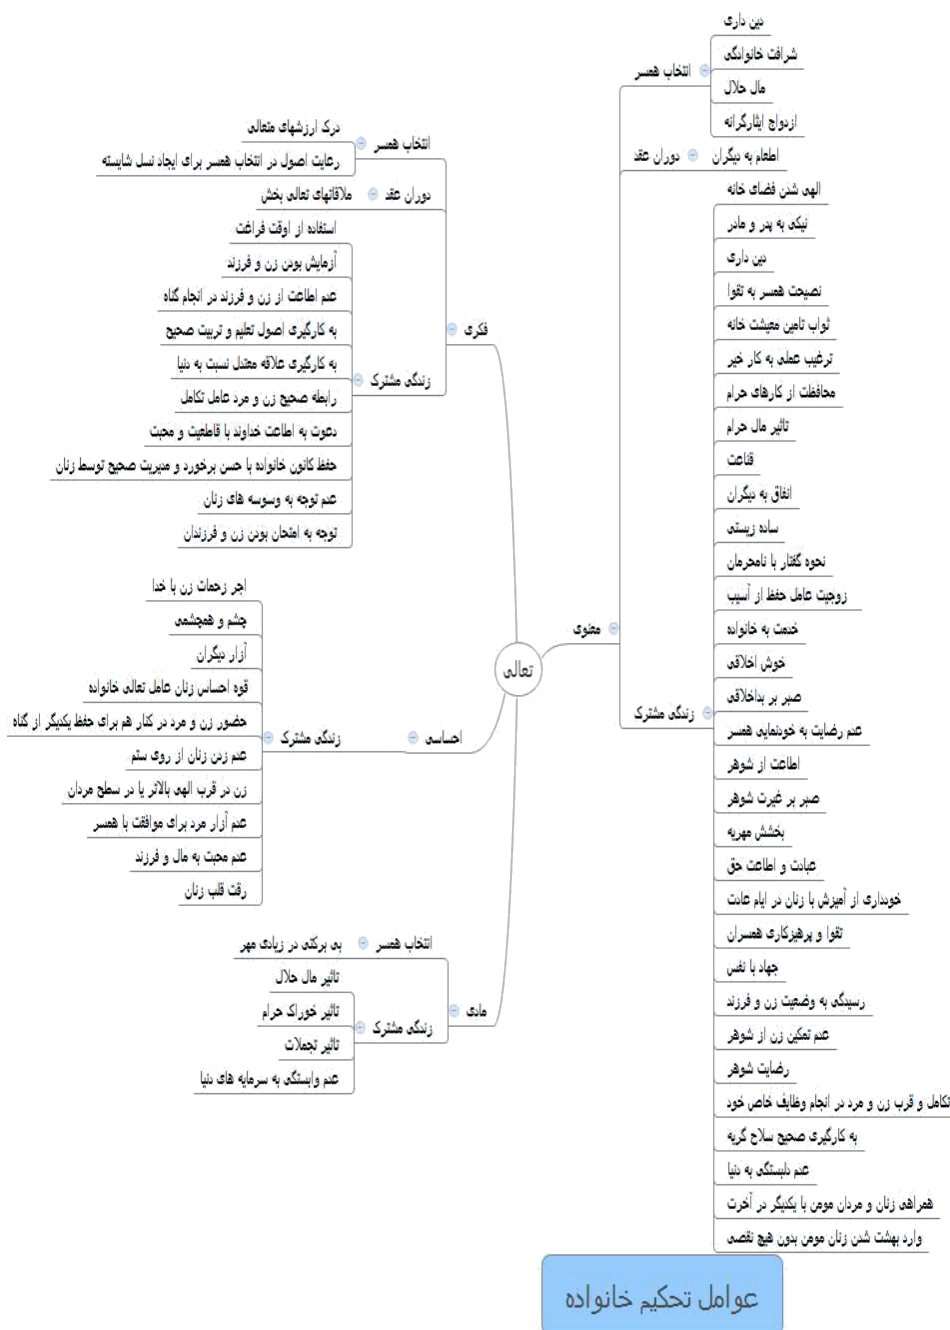 دین داری
شرافت خانوادگی
مال حلال
ازدواج ایثارگرانه
انتخاب همسر
اطعام به دیگران
دوران عقد
الهی شدن فضای خانه
نیکی به پدر و مادر
دین داری
نصیحت همسر به تقوا
ثواب تامین معیشت خانه
ترغیب عملی به کار خیر
محافظت از کارهای حرام
تاثیر مال حرام
قناعت
انفاق به دیگران
ساده زیستی
نحوه گفتار با نامحرمان
زوجیت عامل حفظ از آسیب
خدمت به خانواده
خوش اخلاقی
صبر بر بداخلاقی
عدم رضایت به خودنمایی همسر
اطاعت از شوهر
صبر بر غیرت شوهر
بخشش مهریه
عبادت و اطاعت حق
خودداری از آمیزش با زنان در ایام عادت
تقوا و پرهیزکاری همسران
جهاد با نفس
رسیدگی به وضعیت زن و فرزند
عدم تمکین زن از شوهر
رضایت شوهر
تکامل و قرب زن و مرد در انجام وظایف خاص خود
به کارگیری صحیح سلاح گریه
عدم دلبستگی به دنیا
همراهی زنان و مردان مومن با یکدیگر در آخرت
وارد بهشت شدن زنان مومن بدون هیچ نقصی
زندگی مشترک
معنوی
تعالی
فکری
انتخاب همسر
درک ارزشهای متعالی
رعایت اصول در انتخاب همسر برای ایجاد نسل شایسته
دوران عقد
ملاقاتهای تعالی بخش
زندگی مشترک
استفاده از اوقت فراغت
آزمایش بودن زن و فرزند
عدم اطاعت از زن و فرزند در انجام گناه
به کارگیری اصول تعلیم و تربیت صحیح
به کارگیری علاقه معتدل نسبت به دنیا
رابطه صحیح زن و مرد عامل تکامل
دعوت به اطاعت خداوند با قاطعیت و محبت
حفظ کانون خانواده با حسن برخورد و مدیریت صحیح توسط زنان
عدم توجه به وسوسه های زنان
توجه به امتحان بودن زن و فرزندان
احساسی
زندگی مشترک
اجر زحمات زن با خدا
چشم و همچشمی
آزار دیگران
قوه احساس زنان عامل تعالی خانواده
حضور زن و مرد در کنار هم برای حفظ یکدیگر از گناه
عدم زدن زنان از روی ستم
زن در قرب الهی بالاتر یا در سطح مردان
عدم آزار مرد برای موافقت با همسر
عدم محبت به مال و فرزند
رقت قلب زنان
مادی
انتخاب همسر
بی برکتی در زیادی مهر
زندگی مشترک
تاثیر مال حلال
تاثیر خوراک حرام
تاثیر تجملات
عدم وابستگی به سرمایه های دنیا
عوامل تحکیم خانواده